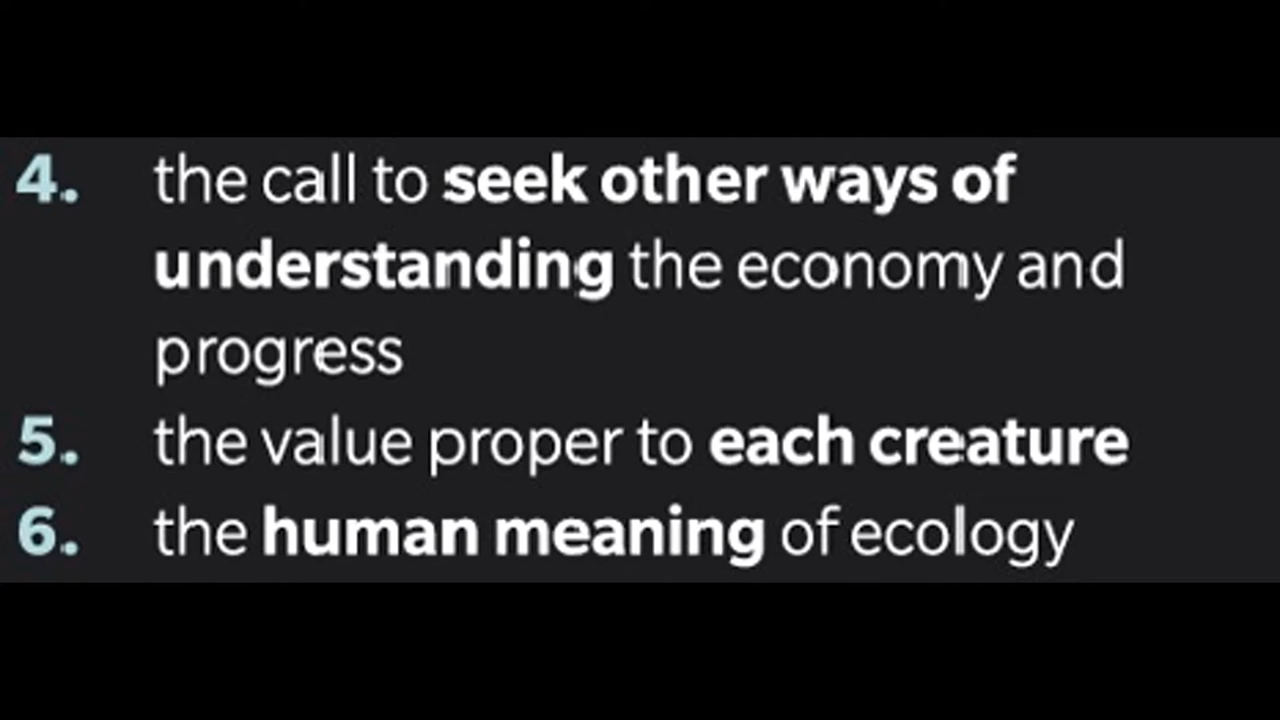 4. the call to seek other ways of
understanding the economy and
progress
5. the value proper to each creature
6. the human meaning of ecology